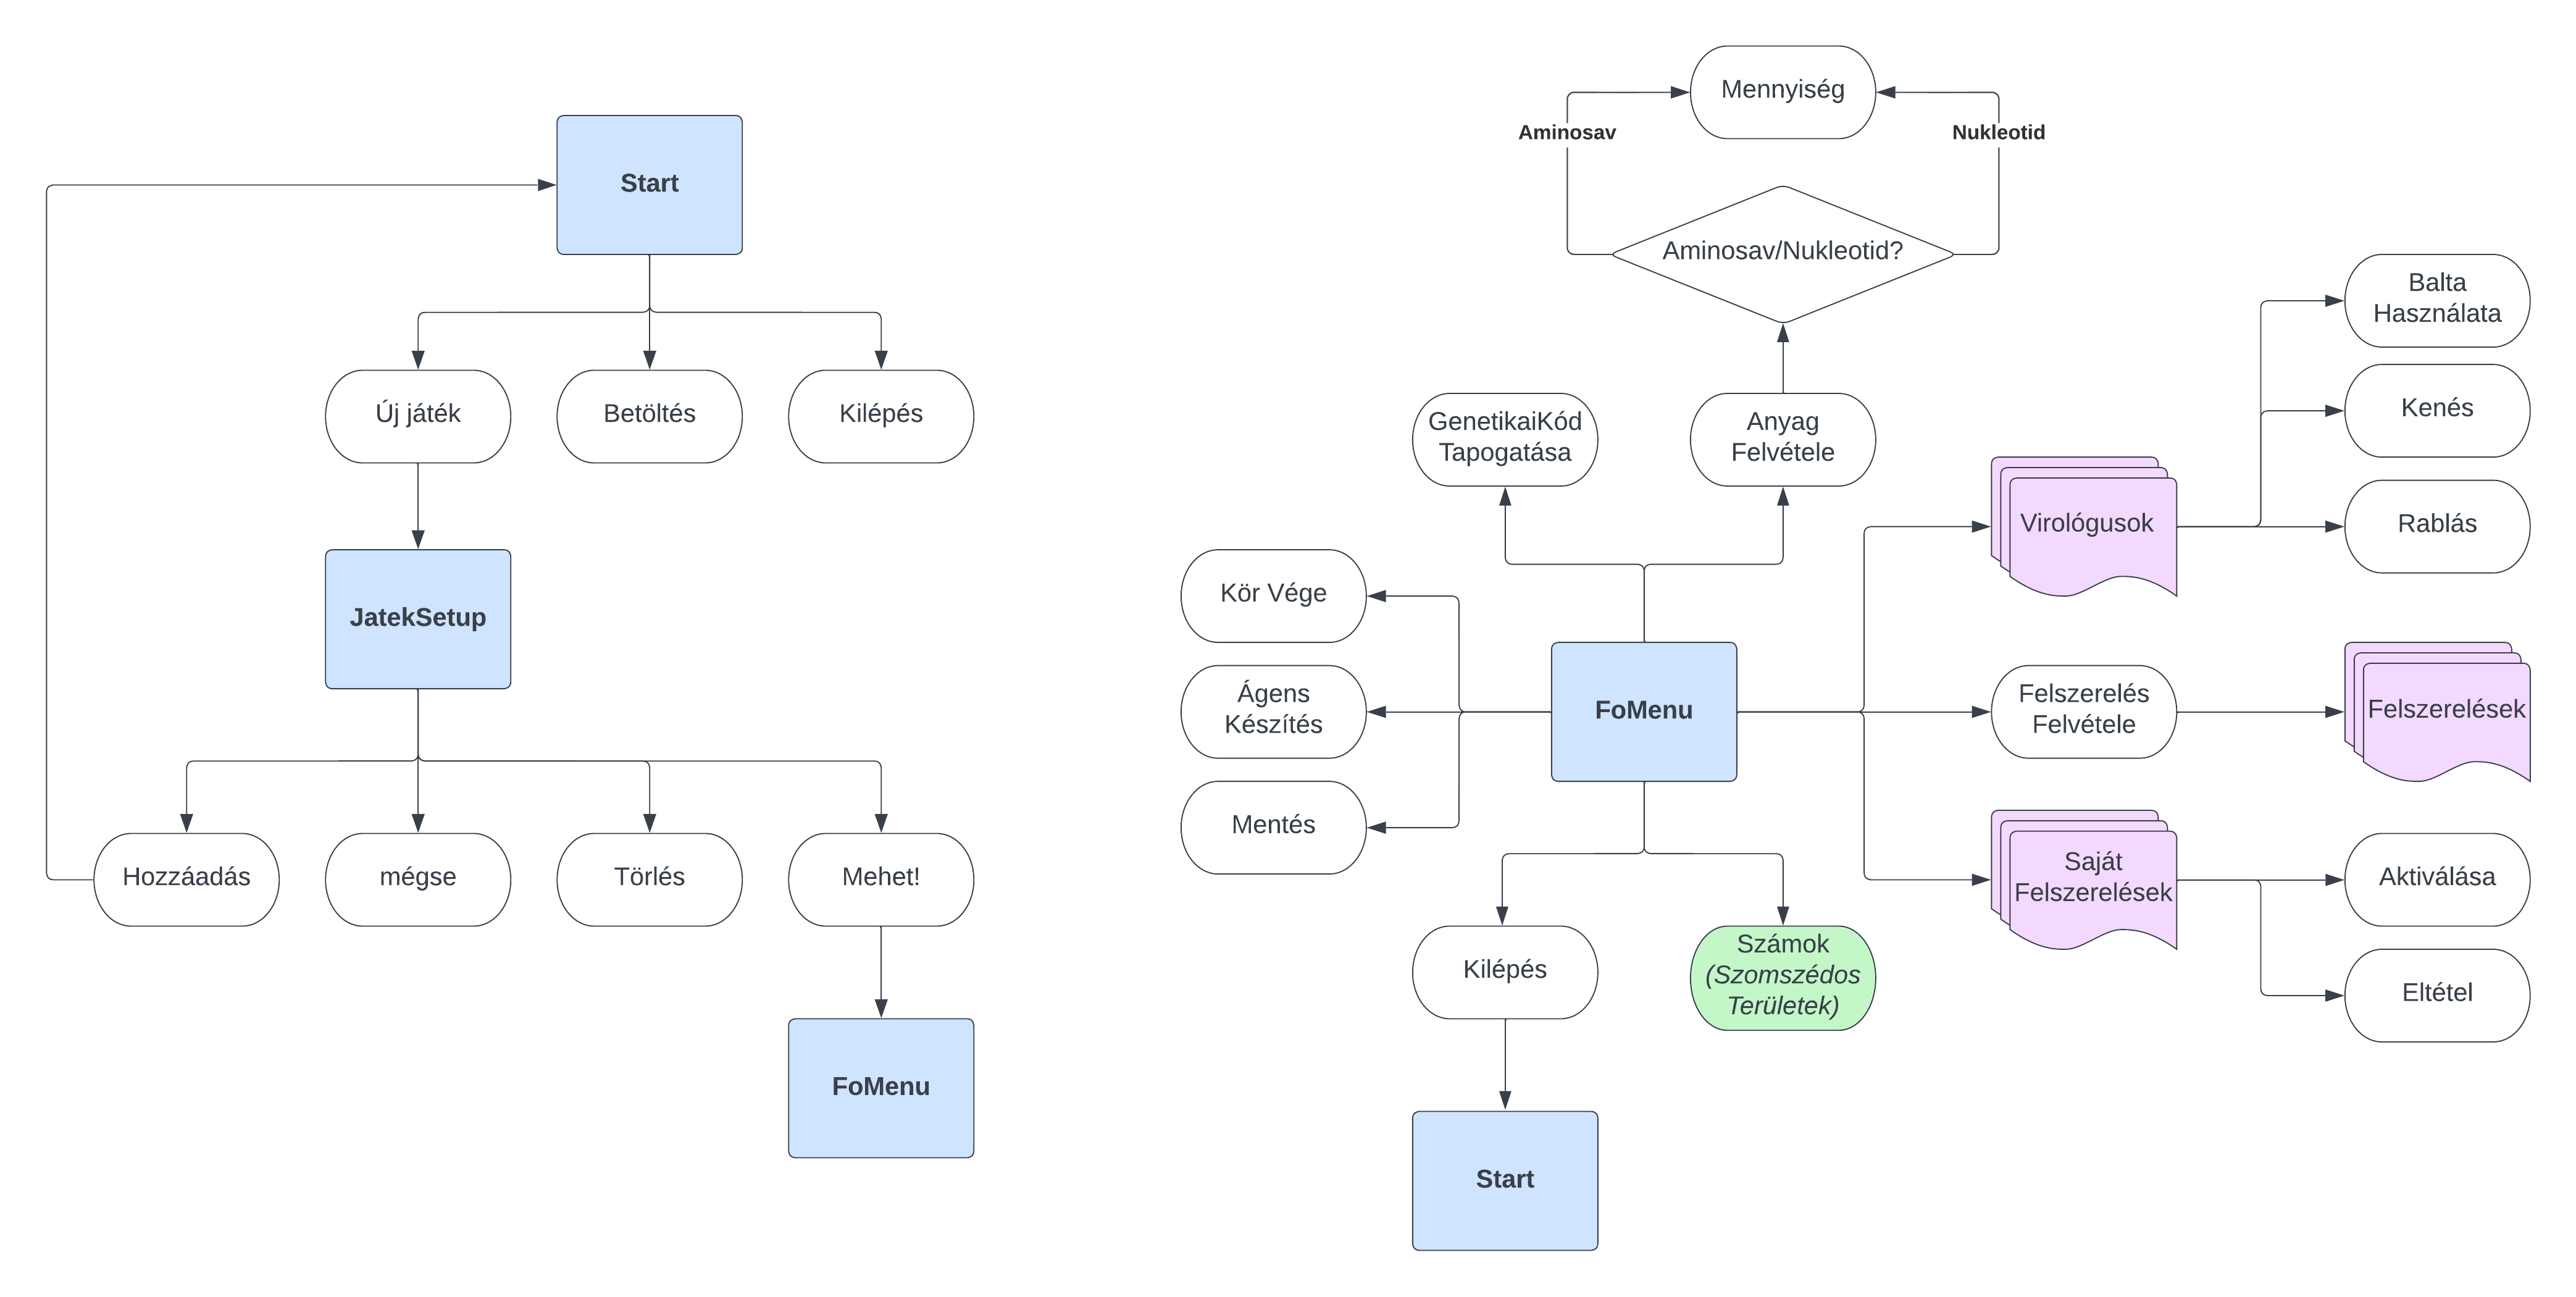 Start
Új játék
Betöltés
Kilépés
JatekSetup
Hozzáadás
mégse
Törlés
Mehet!
FoMenu
Mennyiség
Aminosav
Nukleotid
Aminosav/Nukleotid?
GenetikaiKód
Tapogatása
Anyag
Felvétele
Kör Vége
Ágens
Készítés
Mentés
FoMenu
Kilépés
Számok
(Szomszédos
Területek)
Start
Virológusok
Balta
Használata
Kenés
Rablás
Felszerelés
Felvétele
Felszerelések
Saját
Felszerelések
Aktiválása
Eltétel